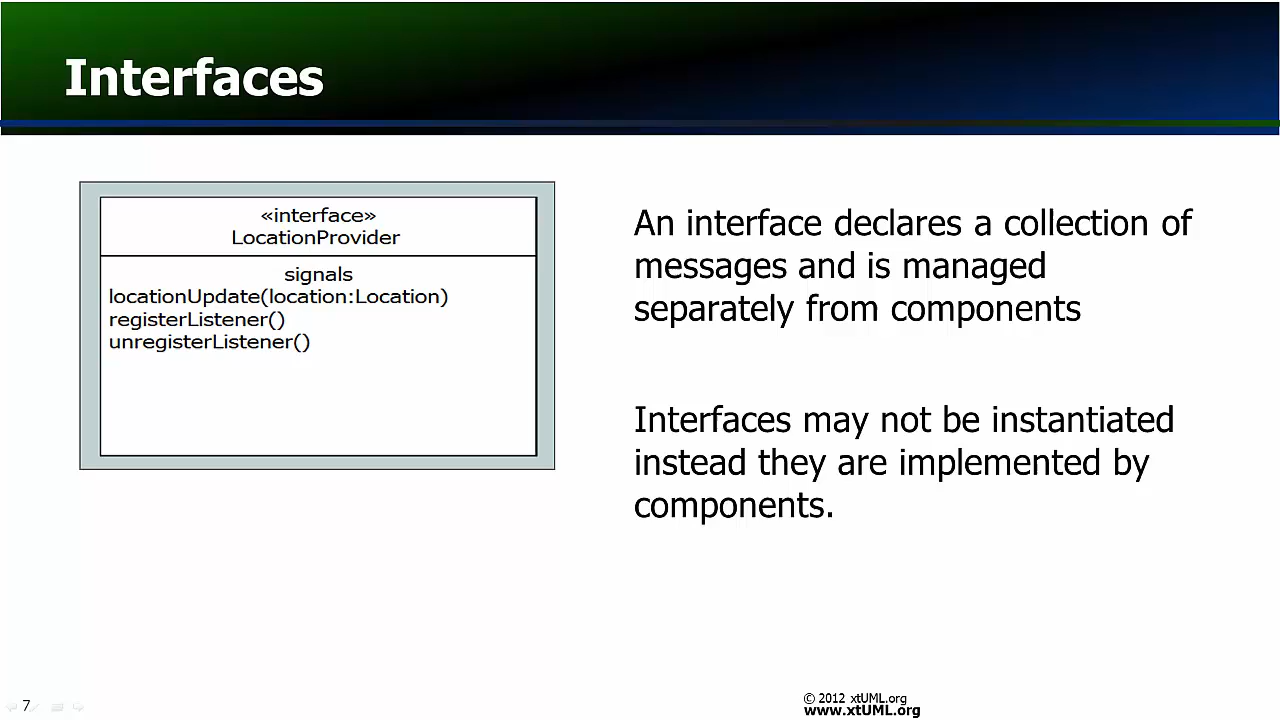 Interfaces
«interface»
LocationProvider
signals
locationUpdate(location:Location)
registerListener()
unregisterListener()
An interface declares a collection of
messages and is managed
separately from components
Interfaces may not be instantiated
instead they are implemented by
components.
7
© 2012 xtUML.org
www.xtUML.org